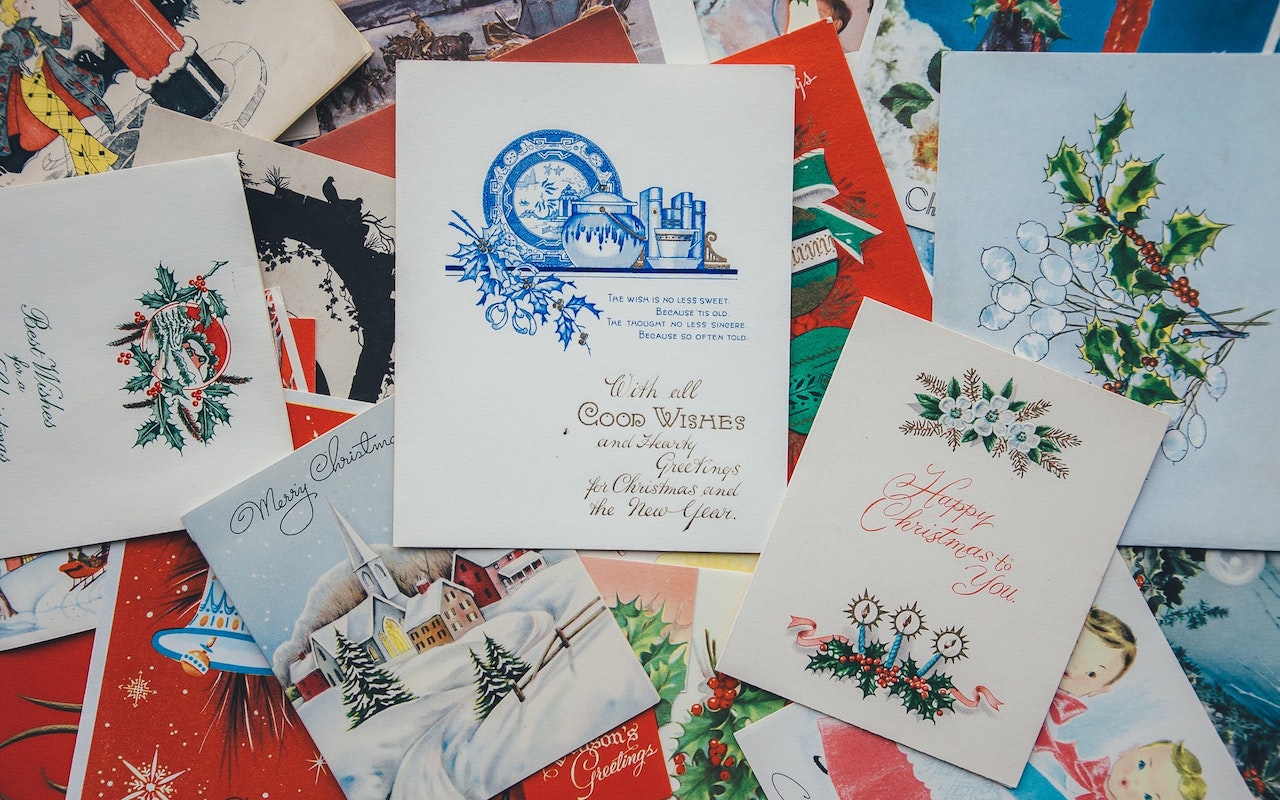 Ch
THE WISH IS NO LESS SWEET,
BECAUSE 'TIS OLD.
THE THOUGHT NO LESS SINCERE,
BECAUSE SO OFTEN TOLD.
With all
GOOD WISHES
and Hearty
Greetings
for Christmas and
the New Year.
Best Wishes
for a
Christmas
Merry Christma
Happy
Christmas to
You.
Season's
Greetings